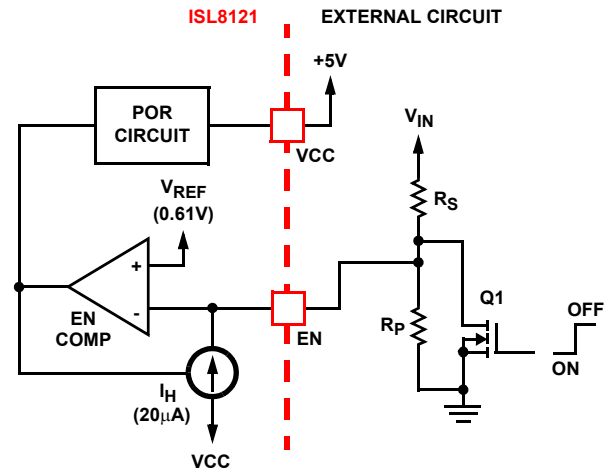 ISL8121
EXTERNAL CIRCUIT
+5V
POR
CIRCUIT
VCC
VIN
VREF
(0.61V)
RS
+
-
EN
COMP
EN
RP
Q1
OFF
ON
IH
(20μA)
VCC